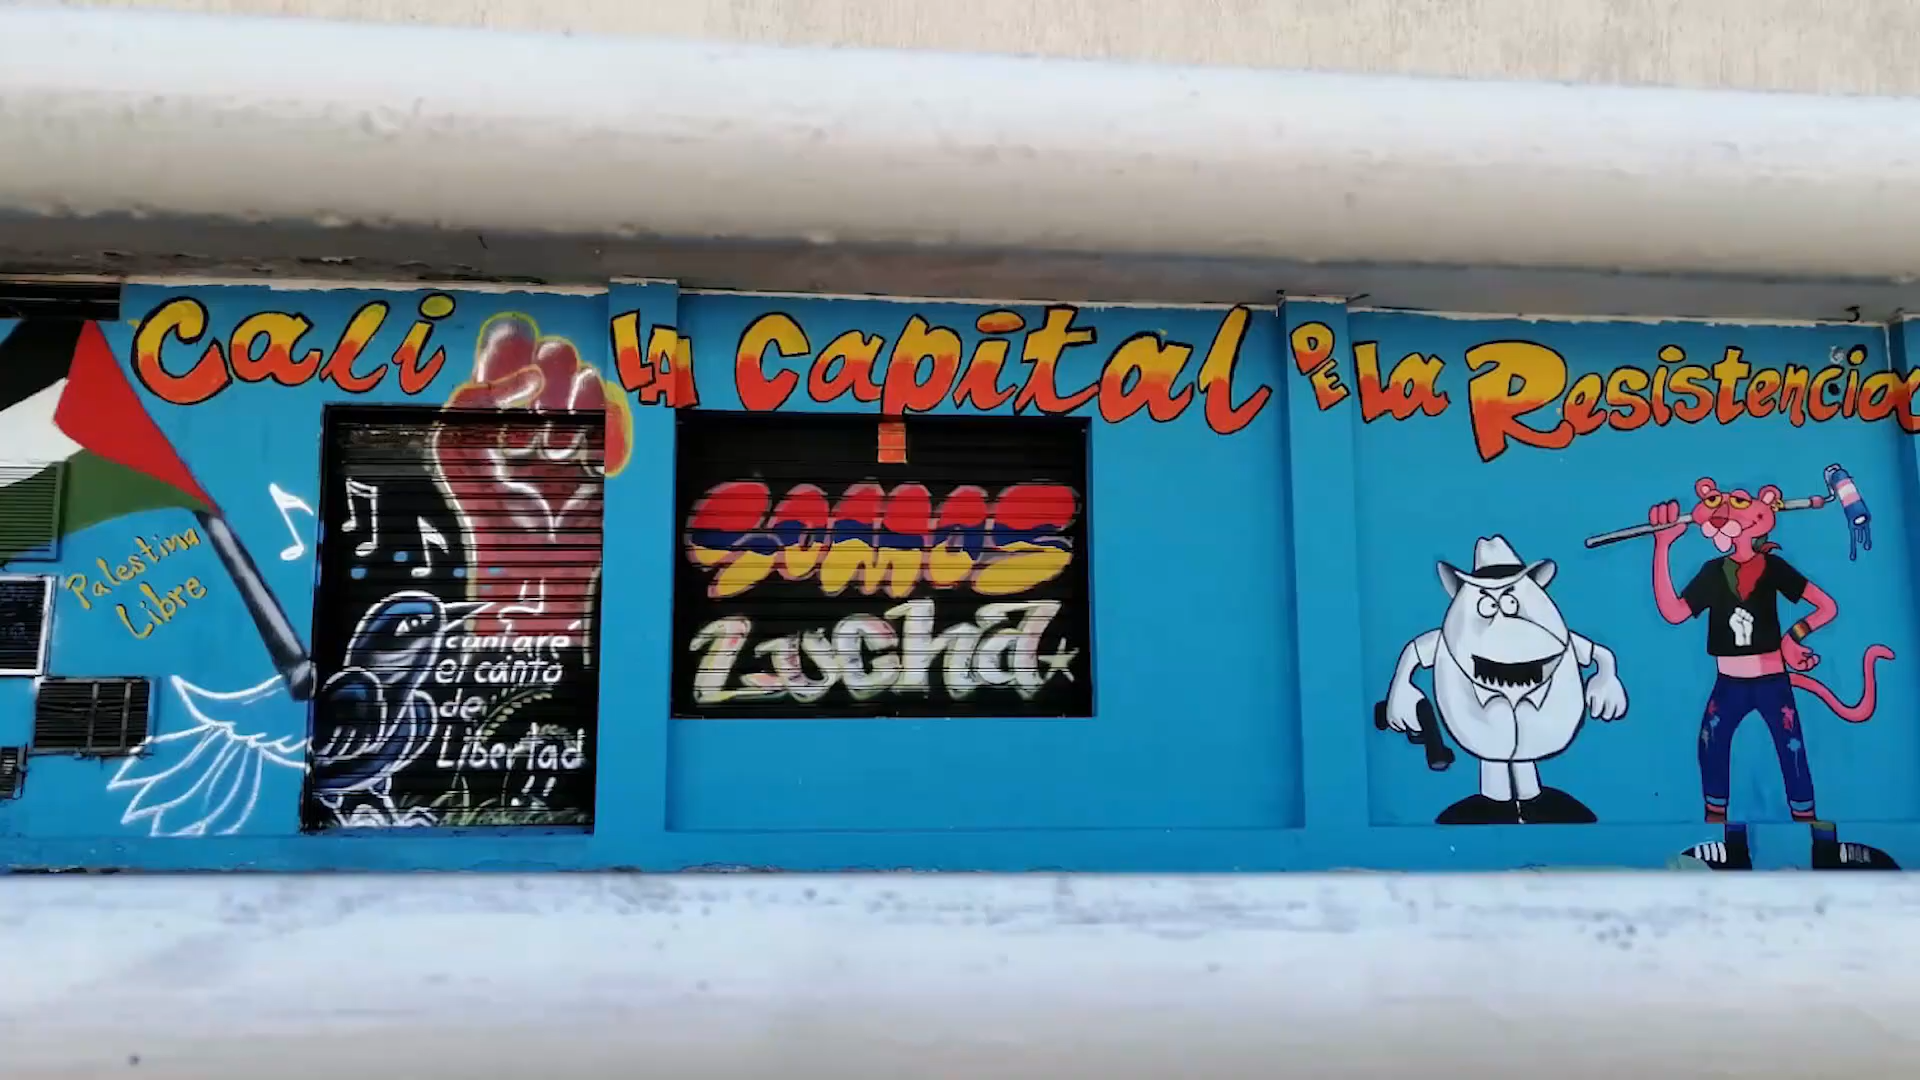 Cali LA Capital DE La Resistencia
Palestina
Libre
cantaré
el canto
de
Libertad
!!
SOMOS
Lucha